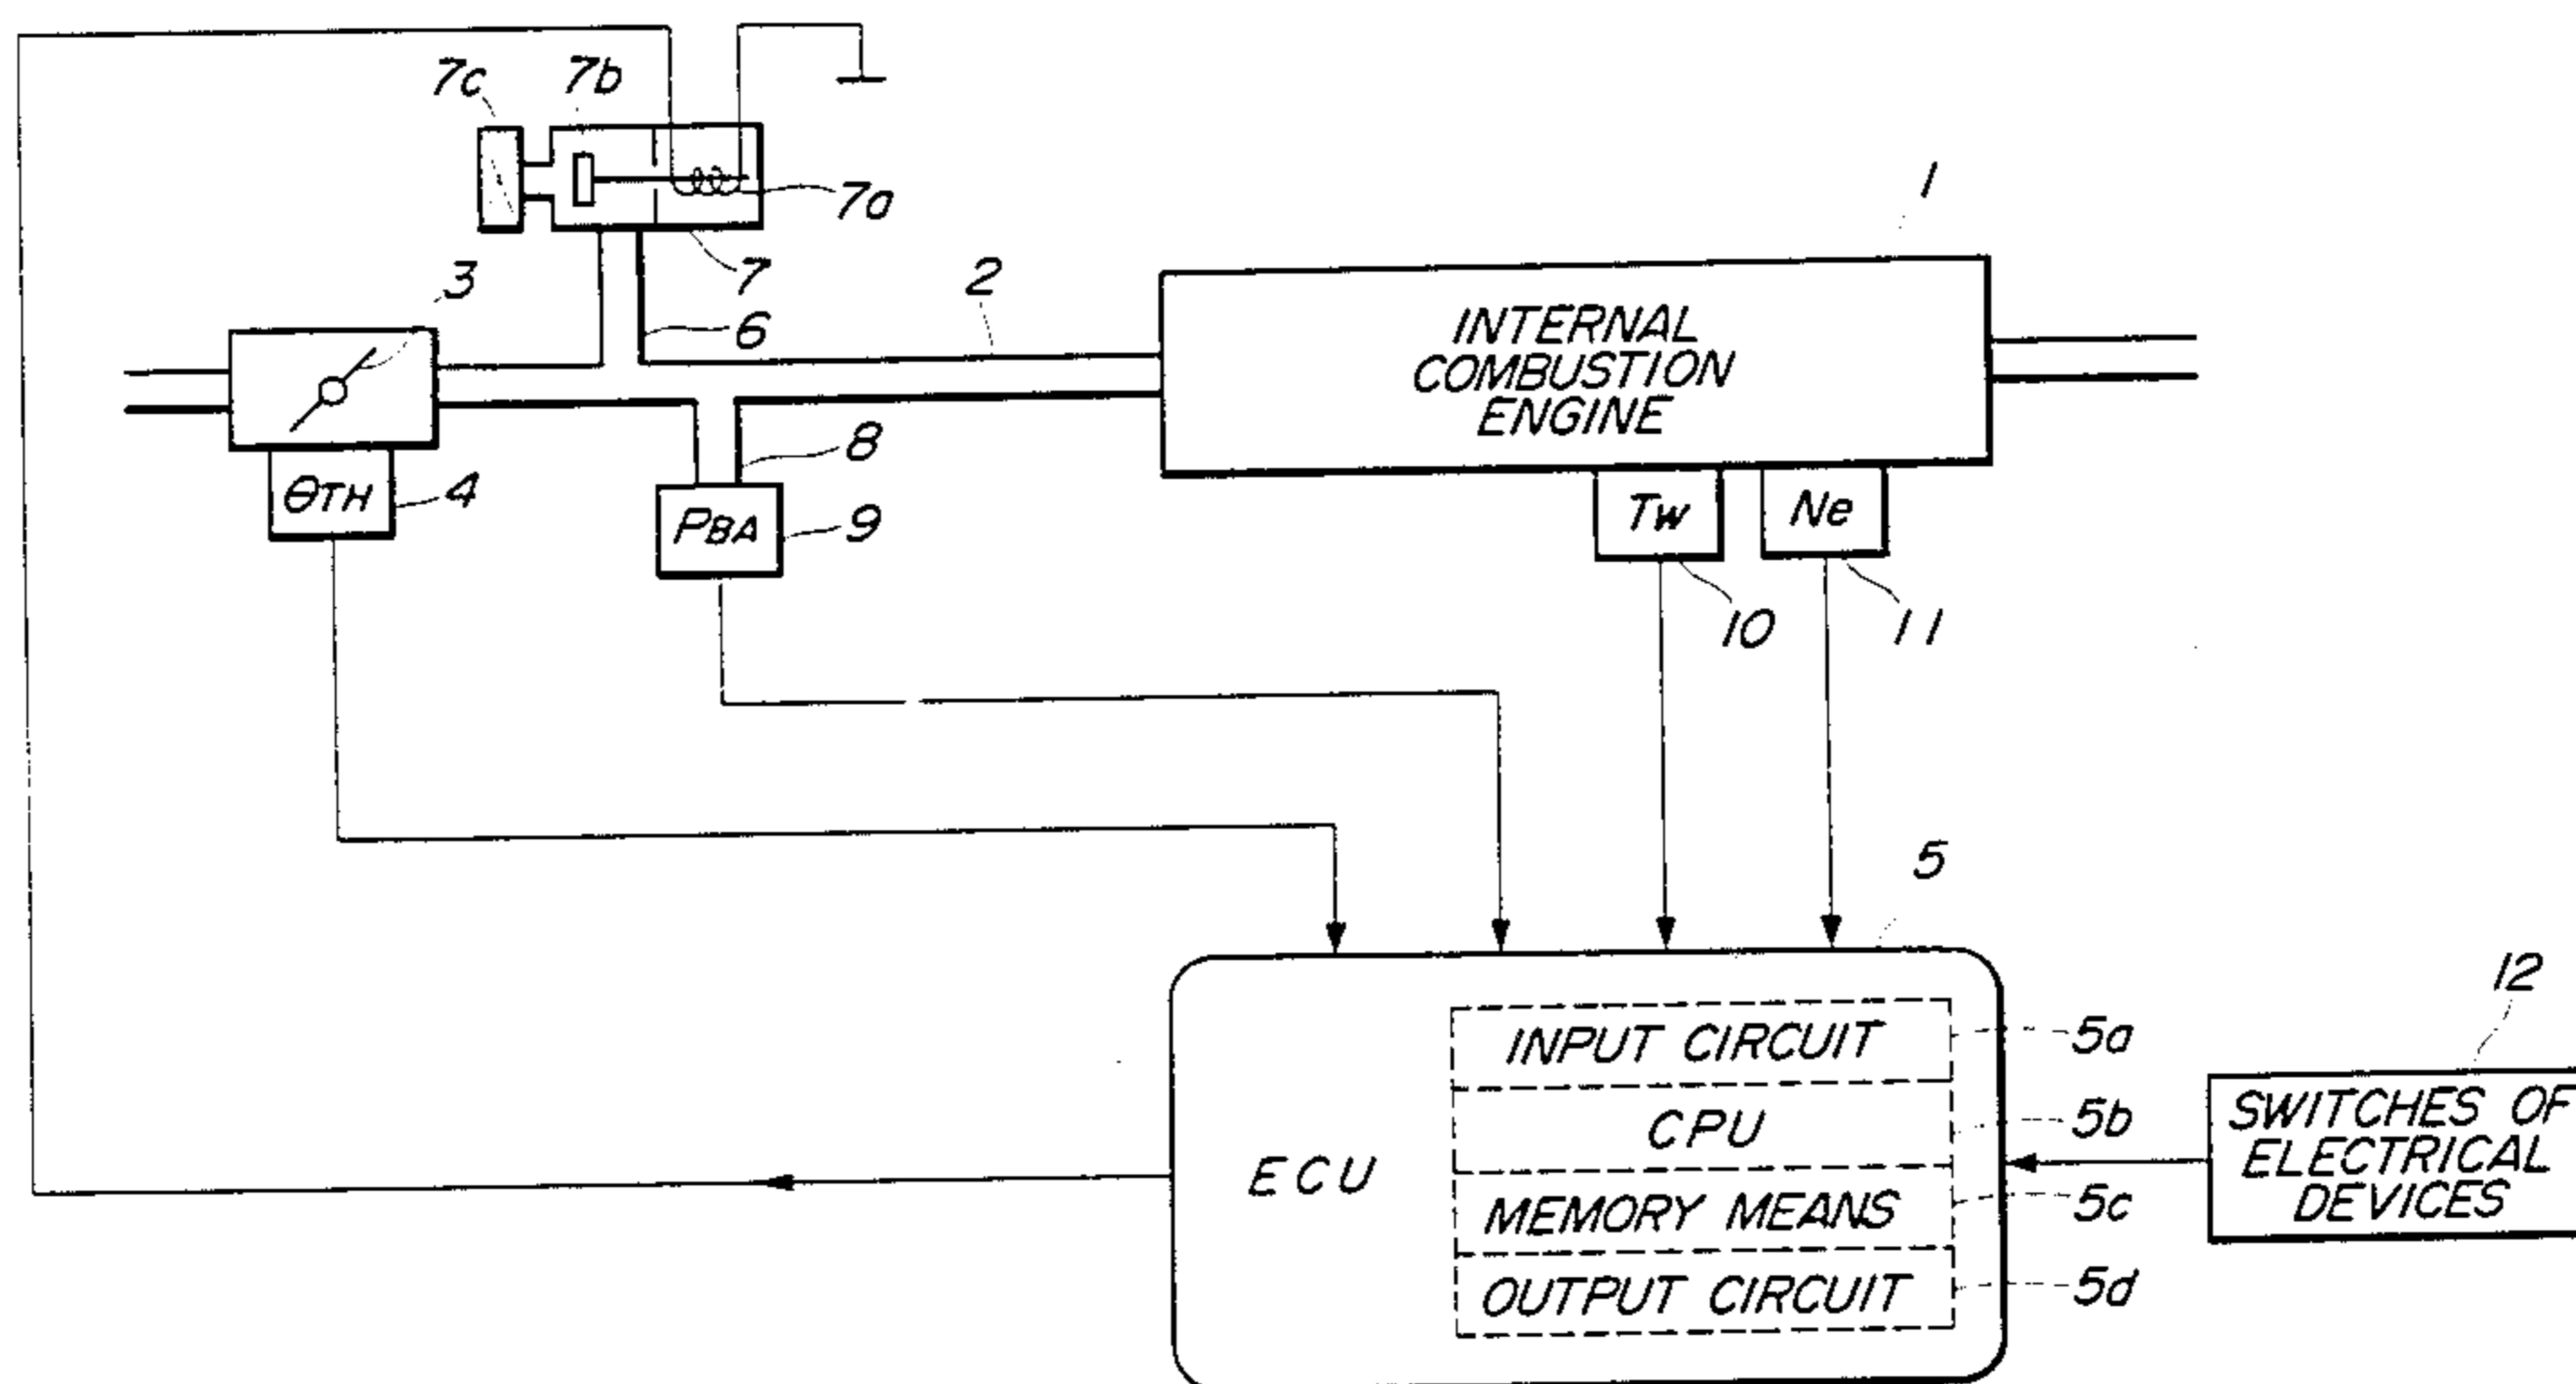 7c
7b
7a
1
3
7
2
6
INTERNAL
COMBUSTION
ENGINE
8
θTH
4
PBA
9
Tw
Ne
10
11
5
12
INPUT CIRCUIT
5a
CPU
5b
SWITCHES OF
ELECTRICAL
DEVICES
ECU
MEMORY MEANS
5c
OUTPUT CIRCUIT
5d